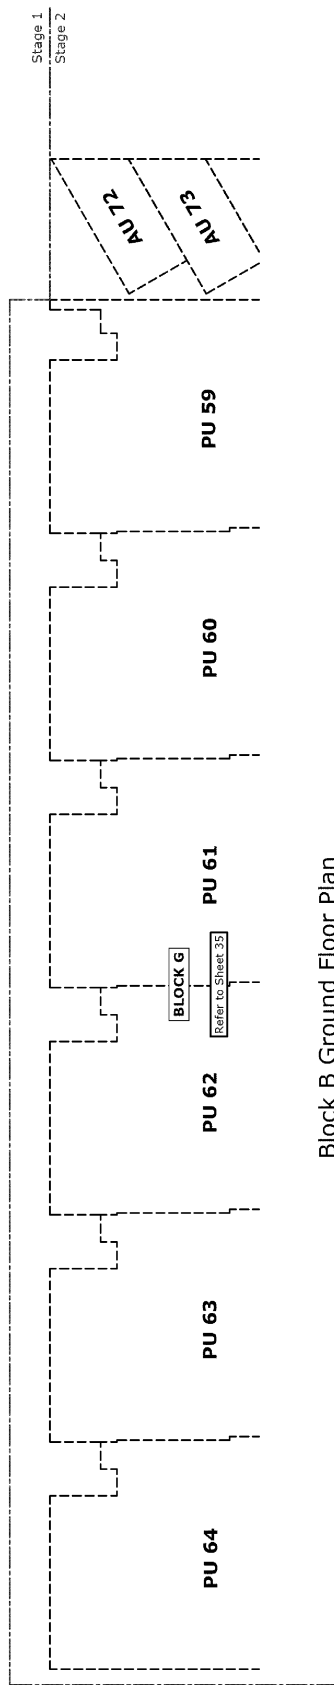 Stage 1
Stage 2
AU 72
AU 73
PU 59
PU 60
PU 61
BLOCK G
Refer to Sheet 35
PU 62
PU 63
PU 64
Block B Ground Floor Plan